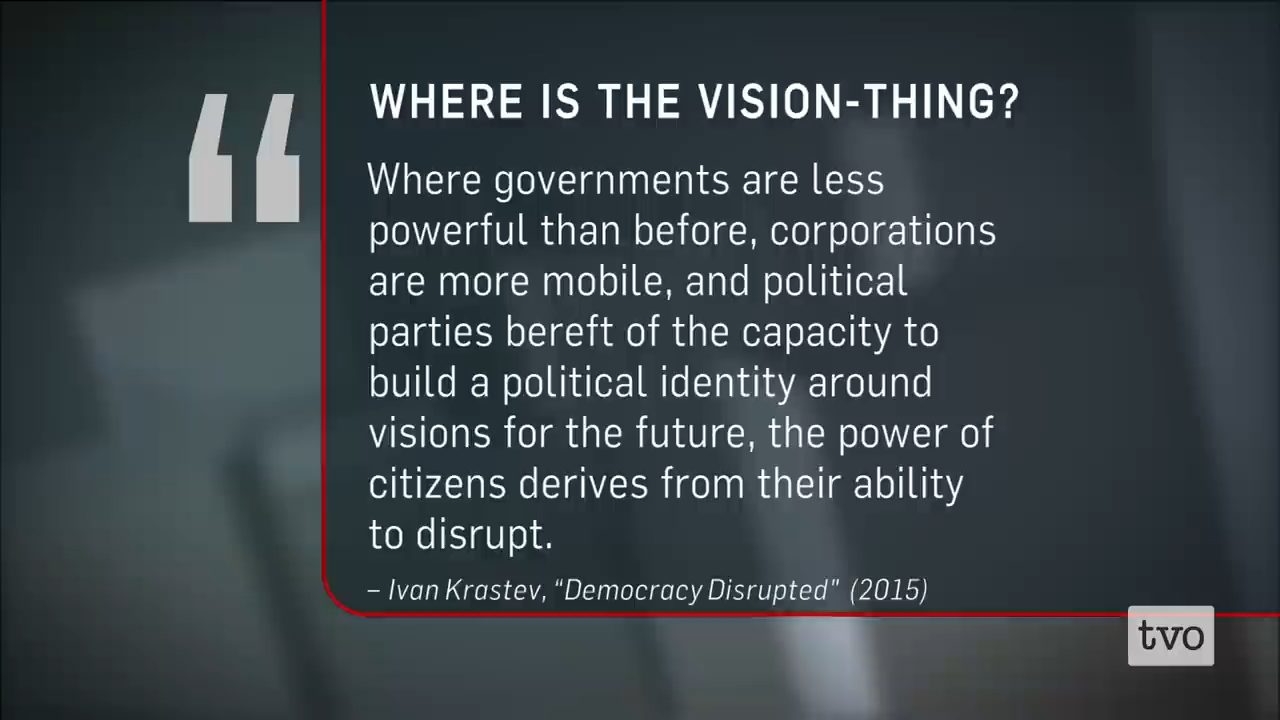 “
WHERE IS THE VISION-THING?
Where governments are less
powerful than before, corporations
are more mobile, and political
parties bereft of the capacity to
build a political identity around
visions for the future, the power of
citizens derives from their ability
to disrupt.
– Ivan Krastev, “Democracy Disrupted” (2015)
tvo